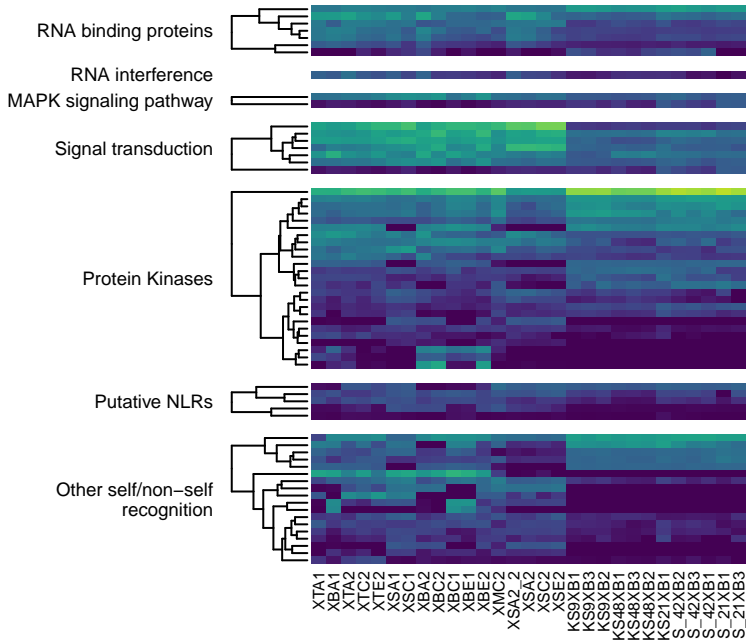 RNA binding proteins
RNA interference
MAPK signaling pathway
Signal transduction
Protein Kinases
Putative NLRs
Other self/non−self
recognition
XTA1
XBA1
XTA2
XTC2
XTE2
XSA1
XSC1
XBA2
XBC2
XBC1
XBE1
XBE2
XMC2
XSA2_2
XSA2
XSC2
XSE2
KS9XB1
KS9XB3
KS9XB2
KS48XB1
KS48XB3
KS48XB2
KS21XB1
S_42XB2
S_42XB3
S_42XB1
S_21XB1
S_21XB3